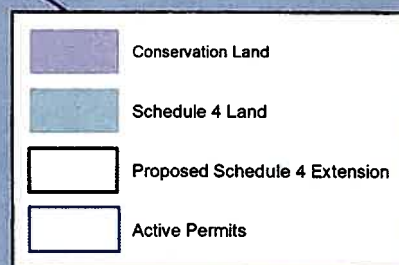 Conservation Land
Schedule 4 Land
Proposed Schedule 4 Extension
Active Permits